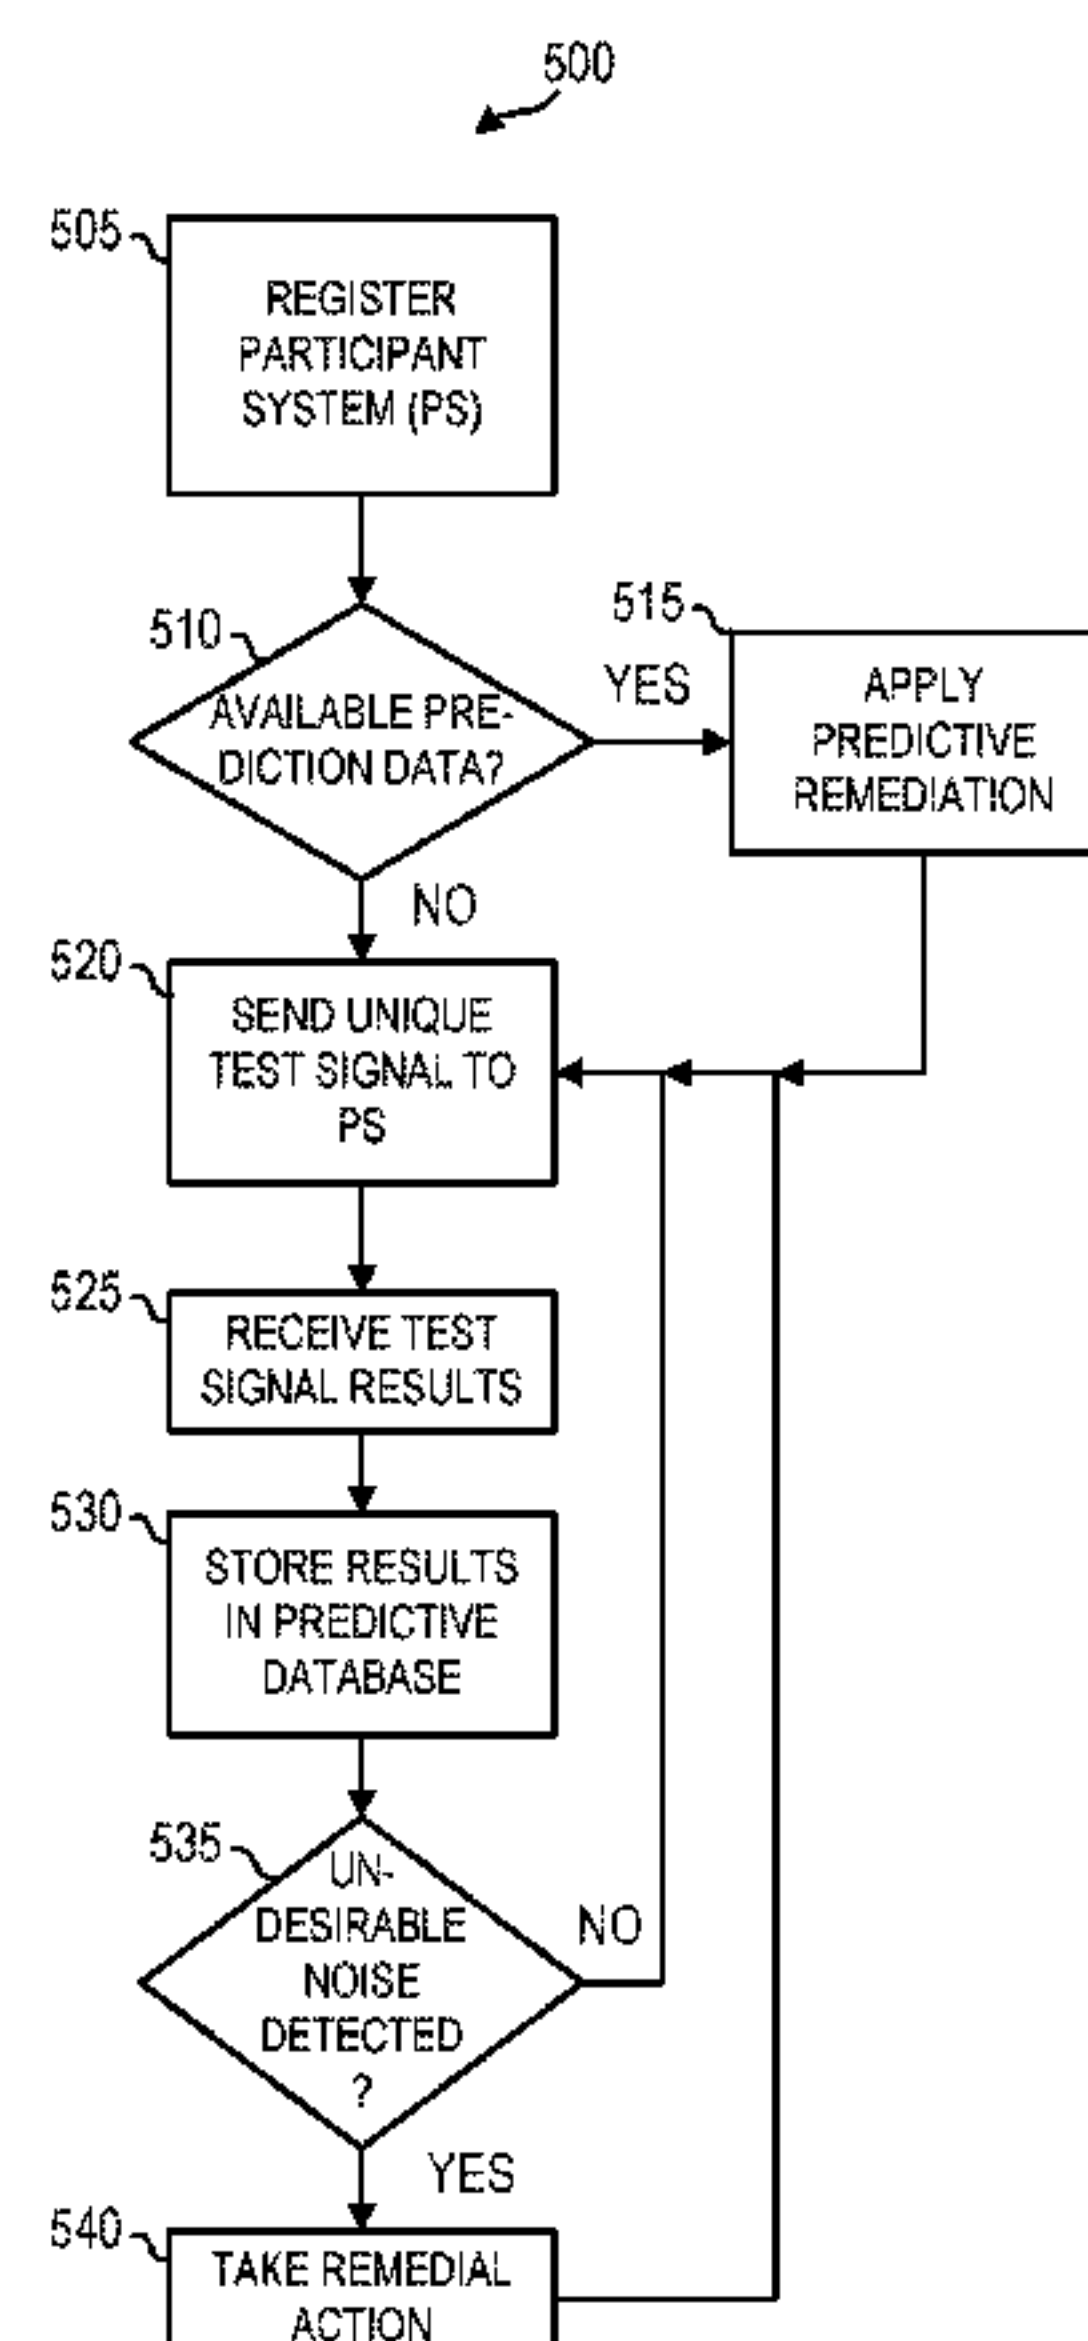 500
505
REGISTER
PARTICIPANT
SYSTEM (PS)
510
AVAILABLE PRE-
DICTION DATA?
YES
515
APPLY
PREDICTIVE
REMEDIATION
NO
520
SEND UNIQUE
TEST SIGNAL TO
PS
525
RECEIVE TEST
SIGNAL RESULTS
530
STORE RESULTS
IN PREDICTIVE
DATABASE
535
UN-
DESIRABLE
NOISE
DETECTED
?
NO
YES
540
TAKE REMEDIAL
ACTION